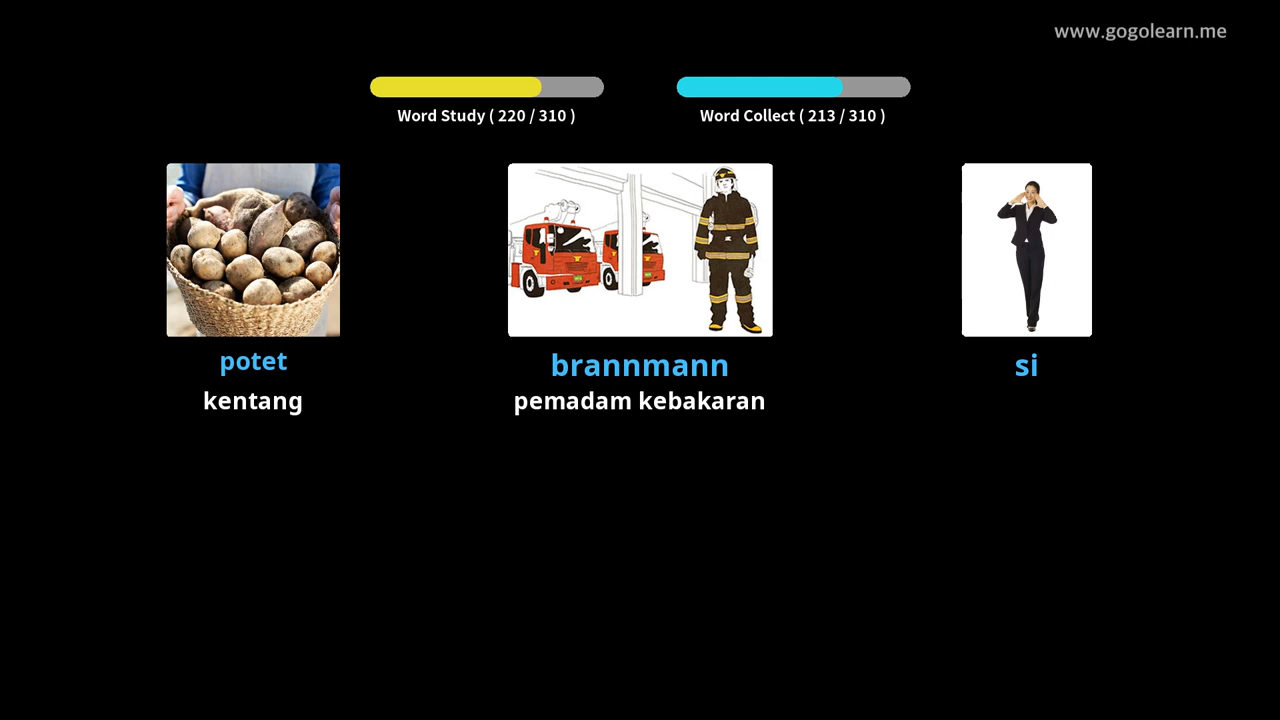 www.gogolearn.me
Word Study ( 220 / 310 )
Word Collect ( 213 / 310 )
potet
brannmann
si
kentang
pemadam kebakaran